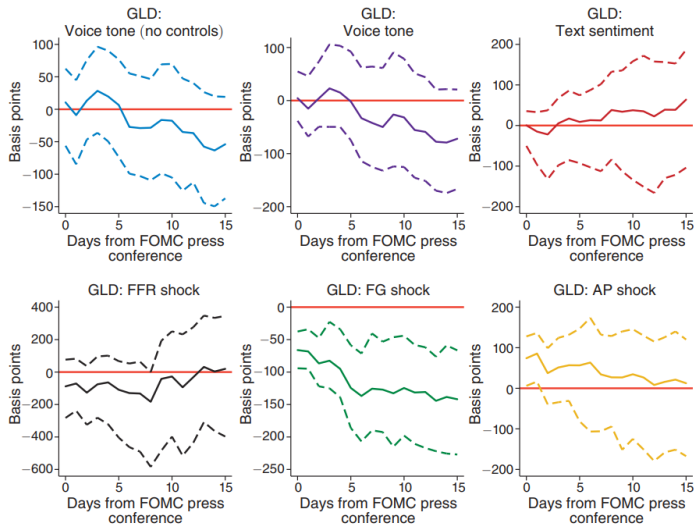 GLD:
Voice tone (no controls)
Basis points
100
50
0
−50
−100
−150
0 5 10 15
Days from FOMC press
conference
GLD:
Voice tone
Basis points
100
0
−100
−200
0 5 10 15
Days from FOMC press
conference
GLD:
Text sentiment
Basis points
200
100
0
−100
−200
0 5 10 15
Days from FOMC press
conference
GLD: FFR shock
Basis points
400
200
0
−200
−400
−600
0 5 10 15
Days from FOMC press
conference
GLD: FG shock
Basis points
0
−50
−100
−150
−200
−250
0 5 10 15
Days from FOMC press
conference
GLD: AP shock
Basis points
200
100
0
−100
−200
0 5 10 15
Days from FOMC press
conference